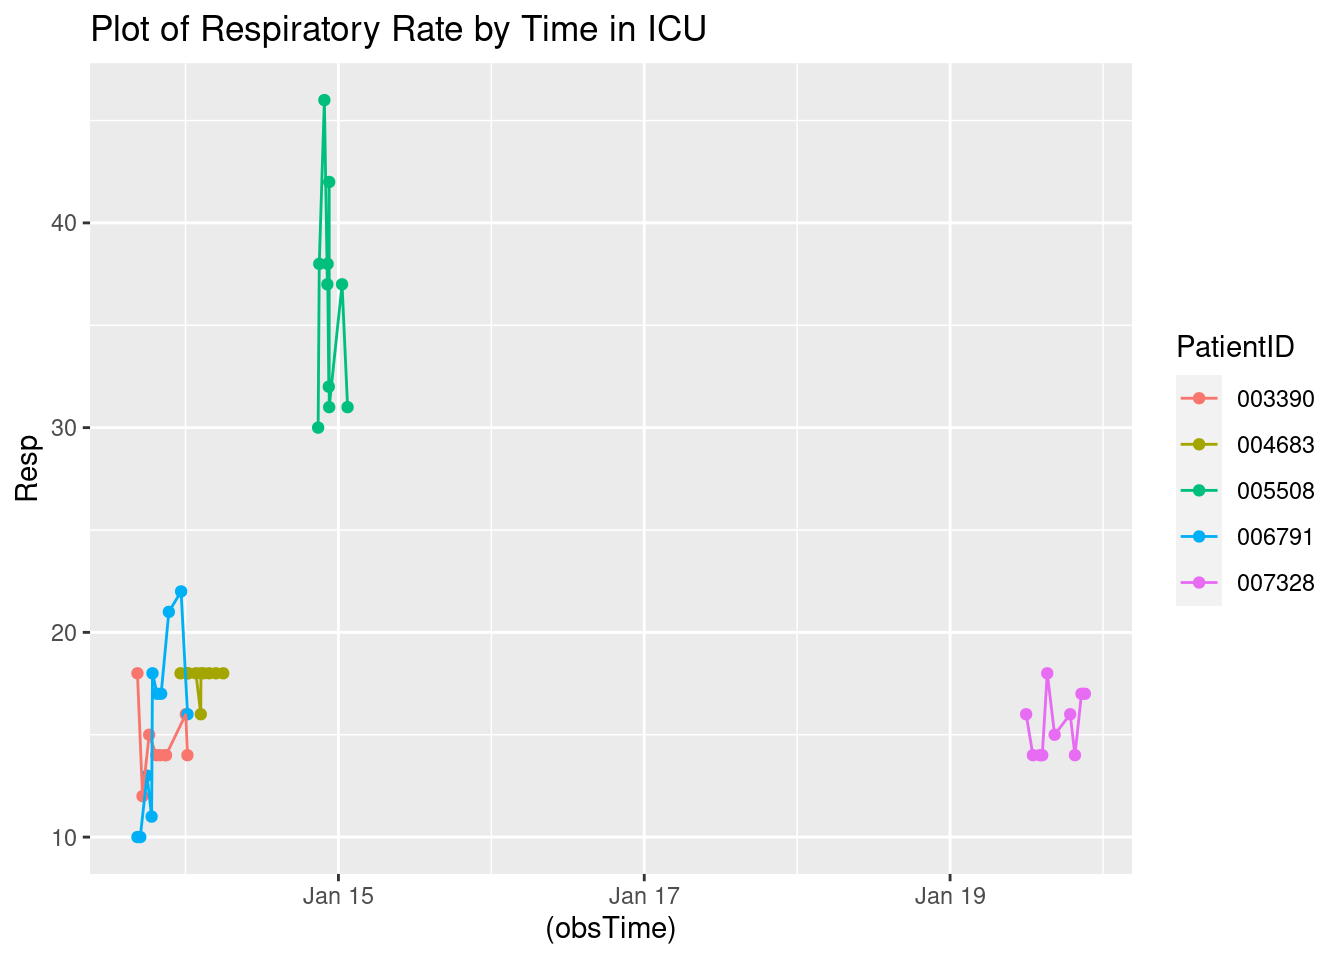 Plot of Respiratory Rate by Time in ICU
Resp
40
30
20
10
Jan 15 Jan 17 Jan 19
(obsTime)
PatientID
003390
004683
005508
006791
007328